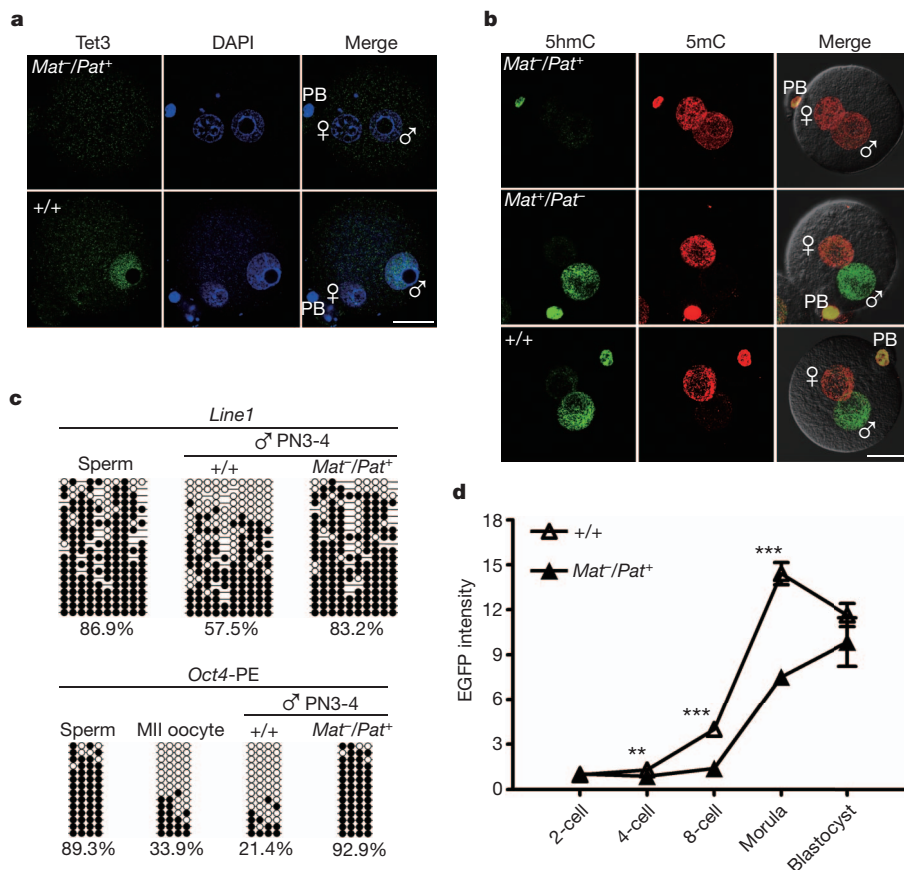 a
Tet3 DAPI Merge
Mat⁻/Pat⁺
PB
♀
PB
♀ ♂
+/+
♀
PB
♀ ♂
PB
b
5hmC 5mC Merge
Mat⁻/Pat⁺
PB
♀
♂
Mat⁺/Pat⁻
♀
♂
PB
+/+
PB
♀
♂
c
Line1
♂ PN3-4
Sperm +/+ Mat⁻/Pat⁺
86.9% 57.5% 83.2%
Oct4-PE
♂ PN3-4
Sperm MII oocyte +/+ Mat⁻/Pat⁺
89.3% 33.9% 21.4% 92.9%
d
EGFP intensity
18
15
12
9
6
3
0
+/+
Mat⁻/Pat⁺
**
***
***
2-cell
4-cell
8-cell
Morula
Blastocyst